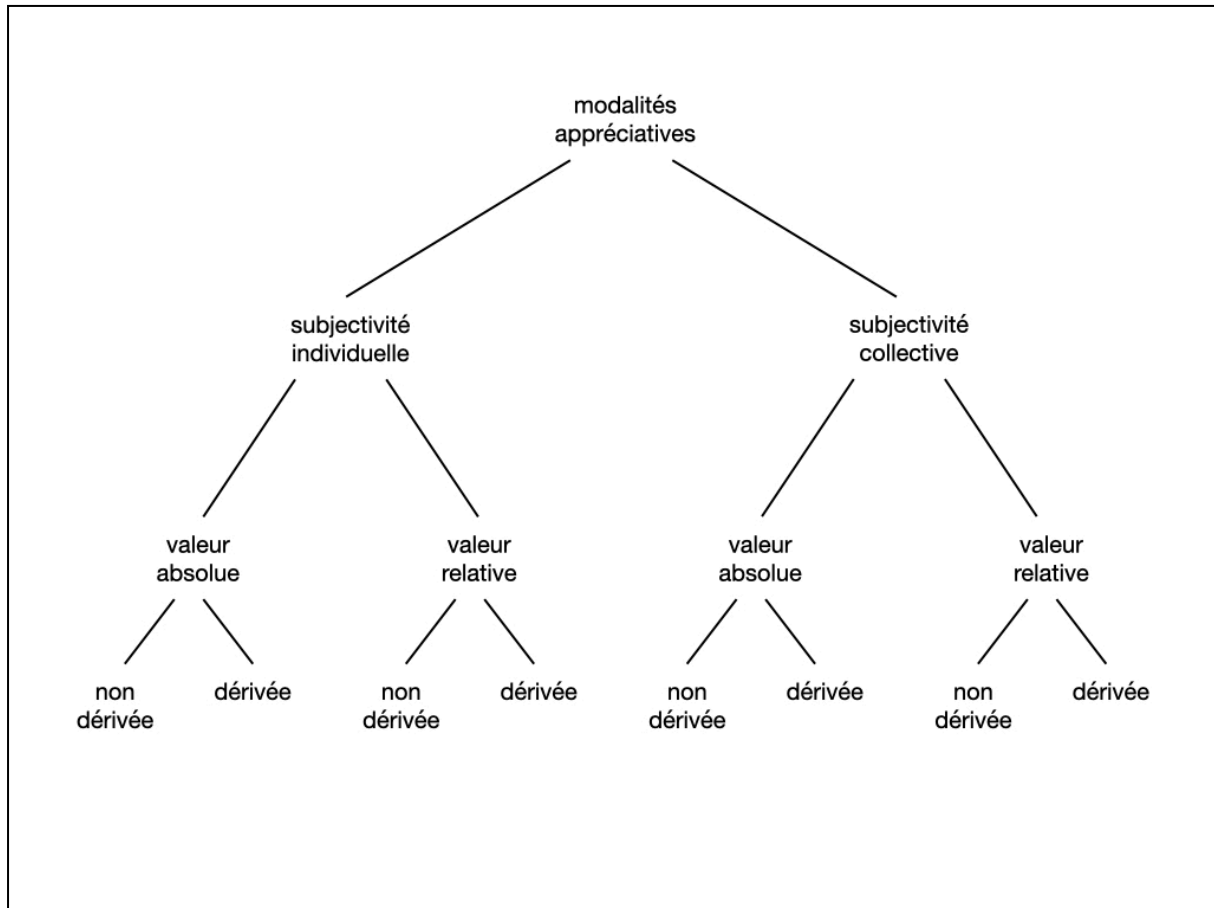 modalités
appréciatives
subjectivité
individuelle
subjectivité
collective
valeur
absolue
valeur
relative
valeur
absolue
valeur
relative
non
dérivée
dérivée
non
dérivée
dérivée
non
dérivée
dérivée
non
dérivée
dérivée